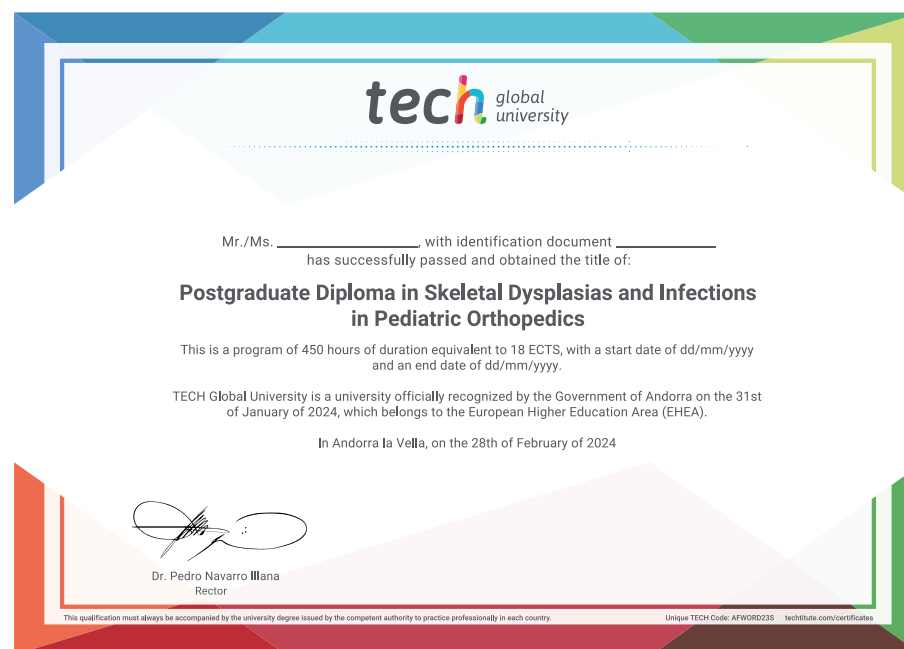 tech global university
Mr./Ms. ____________________, with identification document ______________
has successfully passed and obtained the title of:
Postgraduate Diploma in Skeletal Dysplasias and Infections
in Pediatric Orthopedics
This is a program of 450 hours of duration equivalent to 18 ECTS, with a start date of dd/mm/yyyy
and an end date of dd/mm/yyyy.
TECH Global University is a university officially recognized by the Government of Andorra on the 31st
of January of 2024, which belongs to the European Higher Education Area (EHEA).
In Andorra la Vella, on the 28th of February of 2024
Dr. Pedro Navarro Illana
Rector
This qualification must always be accompanied by the university degree issued by the competent authority to practice professionally in each country.
Unique TECH Code: AFWORD23S techtitute.com/certificates